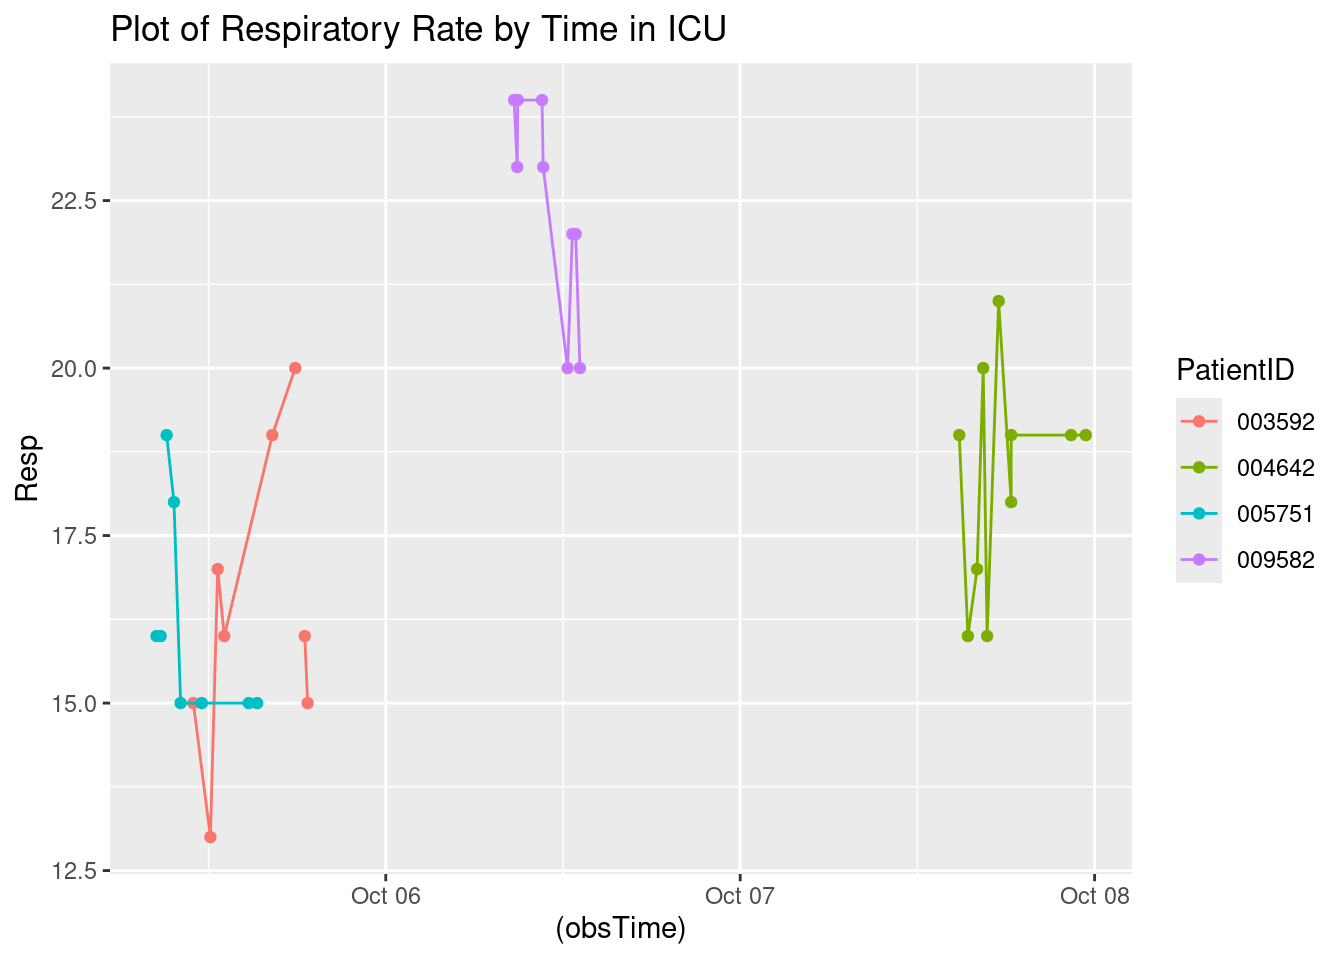 Plot of Respiratory Rate by Time in ICU
Resp
22.5
20.0
17.5
15.0
12.5
Oct 06 Oct 07 Oct 08
(obsTime)
PatientID
003592
004642
005751
009582